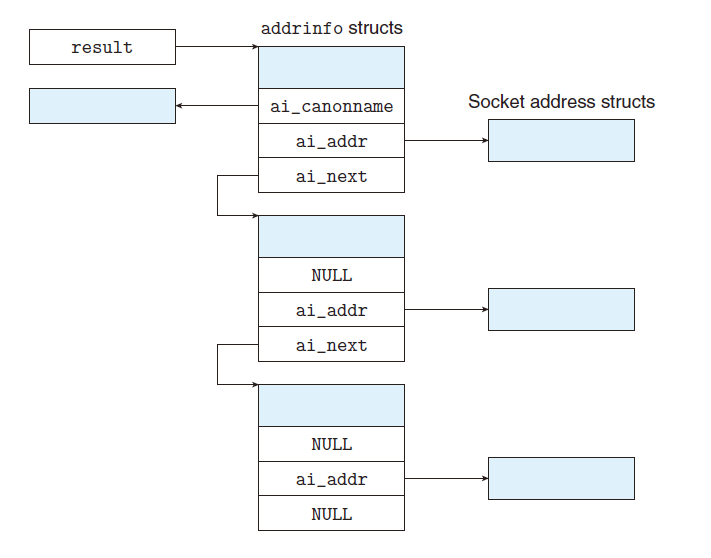 addrinfo structs
result
ai_canonname
Socket address structs
ai_addr
ai_next
NULL
ai_addr
ai_next
NULL
ai_addr
NULL